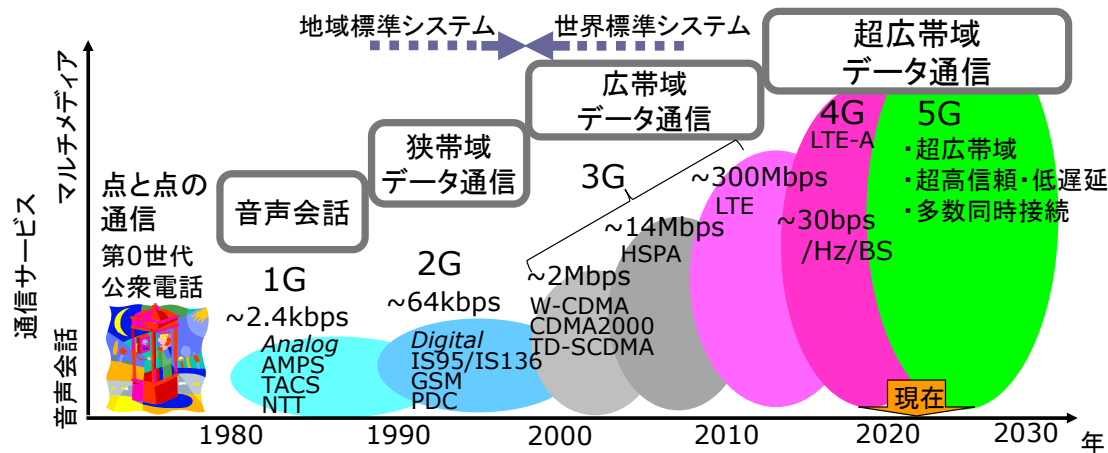 地域標準システム
世界標準システム
超広帯域
データ通信
広帯域
データ通信
狭帯域
データ通信
音声会話
点と点の
通信
第0世代
公衆電話
1G
~2.4kbps
Analog
AMPS
TACS
NTT
2G
~64kbps
Digital
IS95/IS136
GSM
PDC
3G
~2Mbps
W-CDMA
CDMA2000
TD-SCDMA
~14Mbps
HSPA
~300Mbps
LTE
4G
LTE-A
~30bps
/Hz/BS
5G
・超広帯域
・超高信頼・低遅延
・多数同時接続
現在
通信サービス
マルチメディア
音声会話
1980
1990
2000
2010
2020
2030
年